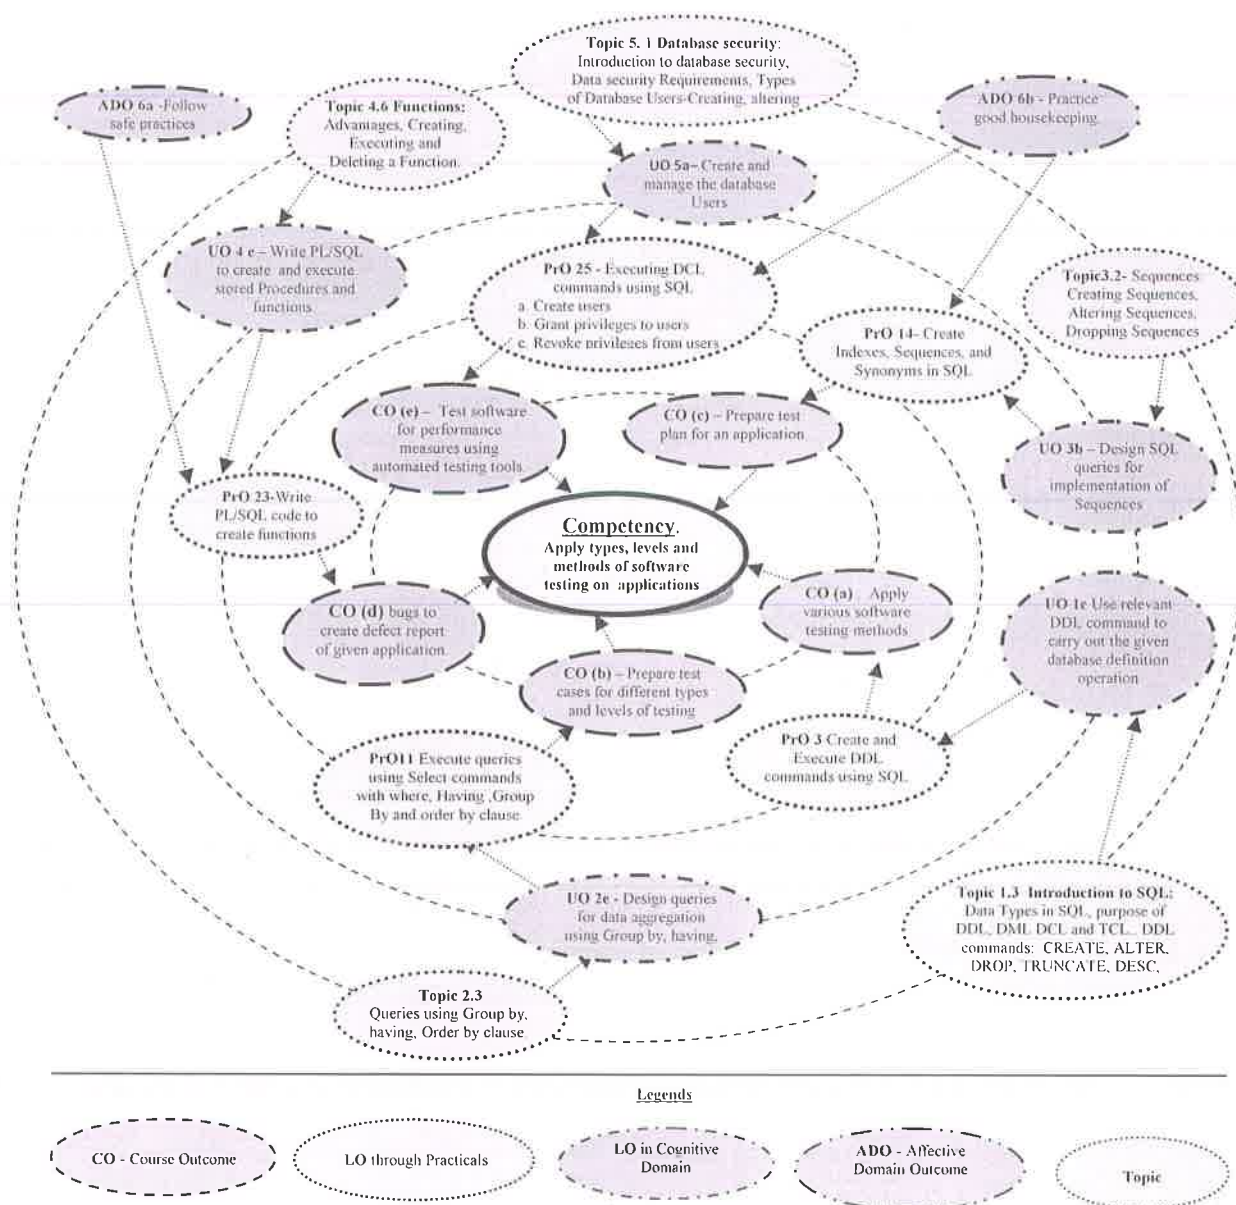 Topic 5. 1 Database security:
Introduction to database security,
Data security Requirements, Types
of Database Users-Creating, altering
ADO 6a -Follow
safe practices
Topic 4.6 Functions:
Advantages, Creating,
Executing and
Deleting a Function.
ADO 6b - Practice
good housekeeping.
UO 5a– Create and
manage the database
Users
UO 4 e – Write PL/SQL
to create and execute
stored Procedures and
functions
PrO 25 - Executing DCL
commands using SQL
a. Create users
b. Grant privileges to users
c. Revoke privileges from users
Topic3.2- Sequences:
Creating Sequences,
Altering Sequences,
Dropping Sequences
PrO 14– Create
Indexes, Sequences, and
Synonyms in SQL
CO (e) – Test software
for performance
measures using
automated testing tools.
CO (c) – Prepare test
plan for an application.
UO 3b – Design SQL
queries for
implementation of
Sequences
PrO 23-Write
PL/SQL code to
create functions
Competency.
Apply types, levels and
methods of software
testing on applications
CO (d) bugs to
create defect report
of given application.
CO (a) . Apply
various software
testing methods.
UO 1e Use relevant
DDL command to
carry out the given
database definition
operation
CO (b) – Prepare test
cases for different types
and levels of testing
PrO11 Execute queries
using Select commands
with where, Having ,Group
By and order by clause
PrO 3 Create and
Execute DDL
commands using SQL
UO 2e - Design queries
for data aggregation
using Group by, having,
Topic 1.3 Introduction to SQL:
Data Types in SQL, purpose of
DDL, DML DCL and TCL. DDL
commands: CREATE, ALTER,
DROP, TRUNCATE, DESC,
Topic 2.3
Queries using Group by,
having, Order by clause
Legends
CO - Course Outcome
LO through Practicals
LO in Cognitive
Domain
ADO - Affective
Domain Outcome
Topic